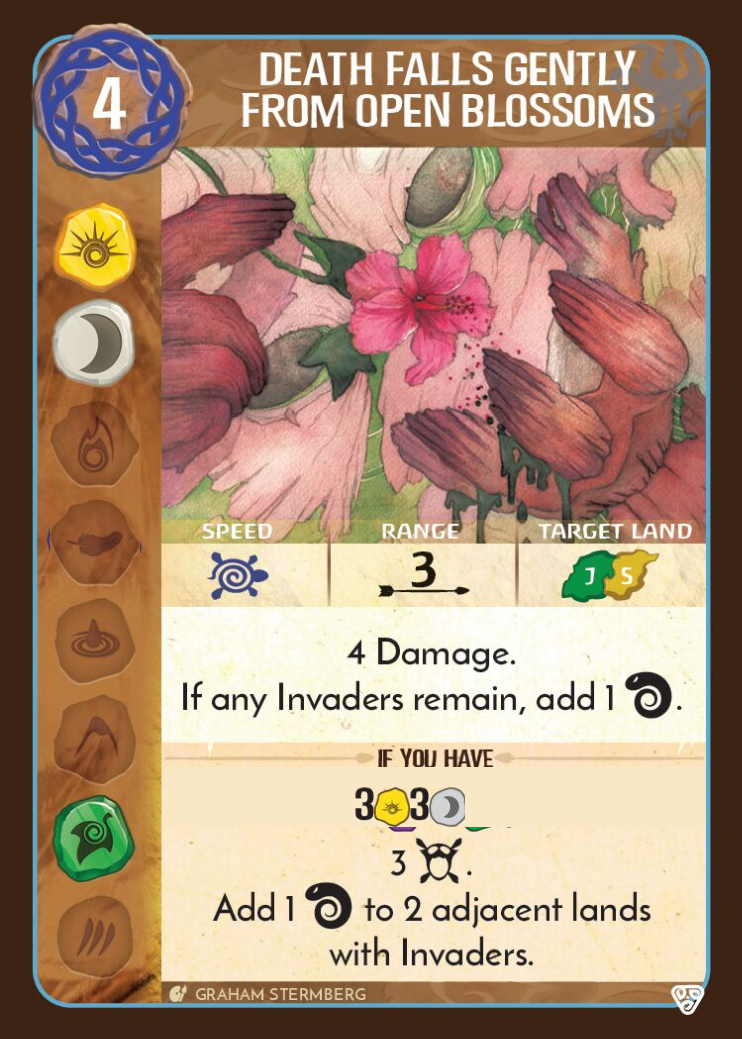 4
DEATH FALLS GENTLY
FROM OPEN BLOSSOMS
SPEED RANGE TARGET LAND
3 J S
4 Damage.
If any Invaders remain, add 1 .
IF YOU HAVE
3 3
3 .
Add 1 to 2 adjacent lands
with Invaders.
GRAHAM STERMBERG